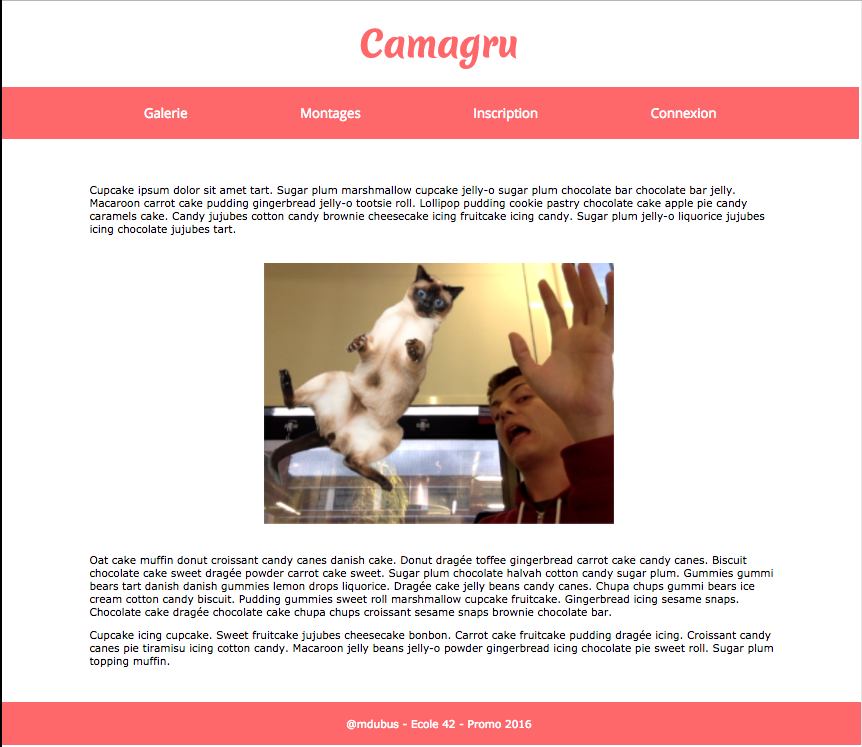 Camagru
Galerie Montages Inscription Connexion
Cupcake ipsum dolor sit amet tart. Sugar plum marshmallow cupcake jelly-o sugar plum chocolate bar chocolate bar jelly.
Macaroon carrot cake pudding gingerbread jelly-o tootsie roll. Lollipop pudding cookie pastry chocolate cake apple pie candy
caramels cake. Candy jujubes cotton candy brownie cheesecake icing fruitcake icing candy. Sugar plum jelly-o liquorice jujubes
icing chocolate jujubes tart.
Oat cake muffin donut croissant candy canes danish cake. Donut dragée toffee gingerbread carrot cake candy canes. Biscuit
chocolate cake sweet dragée powder carrot cake sweet. Sugar plum chocolate halvah cotton candy sugar plum. Gummies gummi
bears tart danish danish gummies lemon drops liquorice. Dragée cake jelly beans candy canes. Chupa chups gummi bears ice
cream cotton candy biscuit. Pudding gummies sweet roll marshmallow cupcake fruitcake. Gingerbread icing sesame snaps.
Chocolate cake dragée chocolate cake chupa chups croissant sesame snaps brownie chocolate bar.
Cupcake icing cupcake. Sweet fruitcake jujubes cheesecake bonbon. Carrot cake fruitcake pudding dragée icing. Croissant candy
canes pie tiramisu icing cotton candy. Macaroon jelly beans jelly-o powder gingerbread icing chocolate pie sweet roll. Sugar plum
topping muffin.
@mdubus - Ecole 42 - Promo 2016